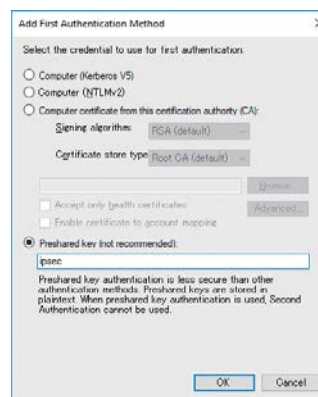 Add First Authentication Method
Select the credential to use for first authentication:
Computer (Kerberos V5)
Computer (NTLMv2)
Computer certificate from this certification authorty (CA):
Signing algorithm:
RSA (default)
Certificate store type:
Root CA (default)
Browse...
Accept only health certificates
Advanced...
Enable certificate to account mapping
Preshared key (not recommended):
ipsec
Preshared key authentication is less secure than other
authentication methods. Preshared keys are stored in
plaintext. When preshared key authentication is used, Second
Authentication cannot be used.
OK
Cancel